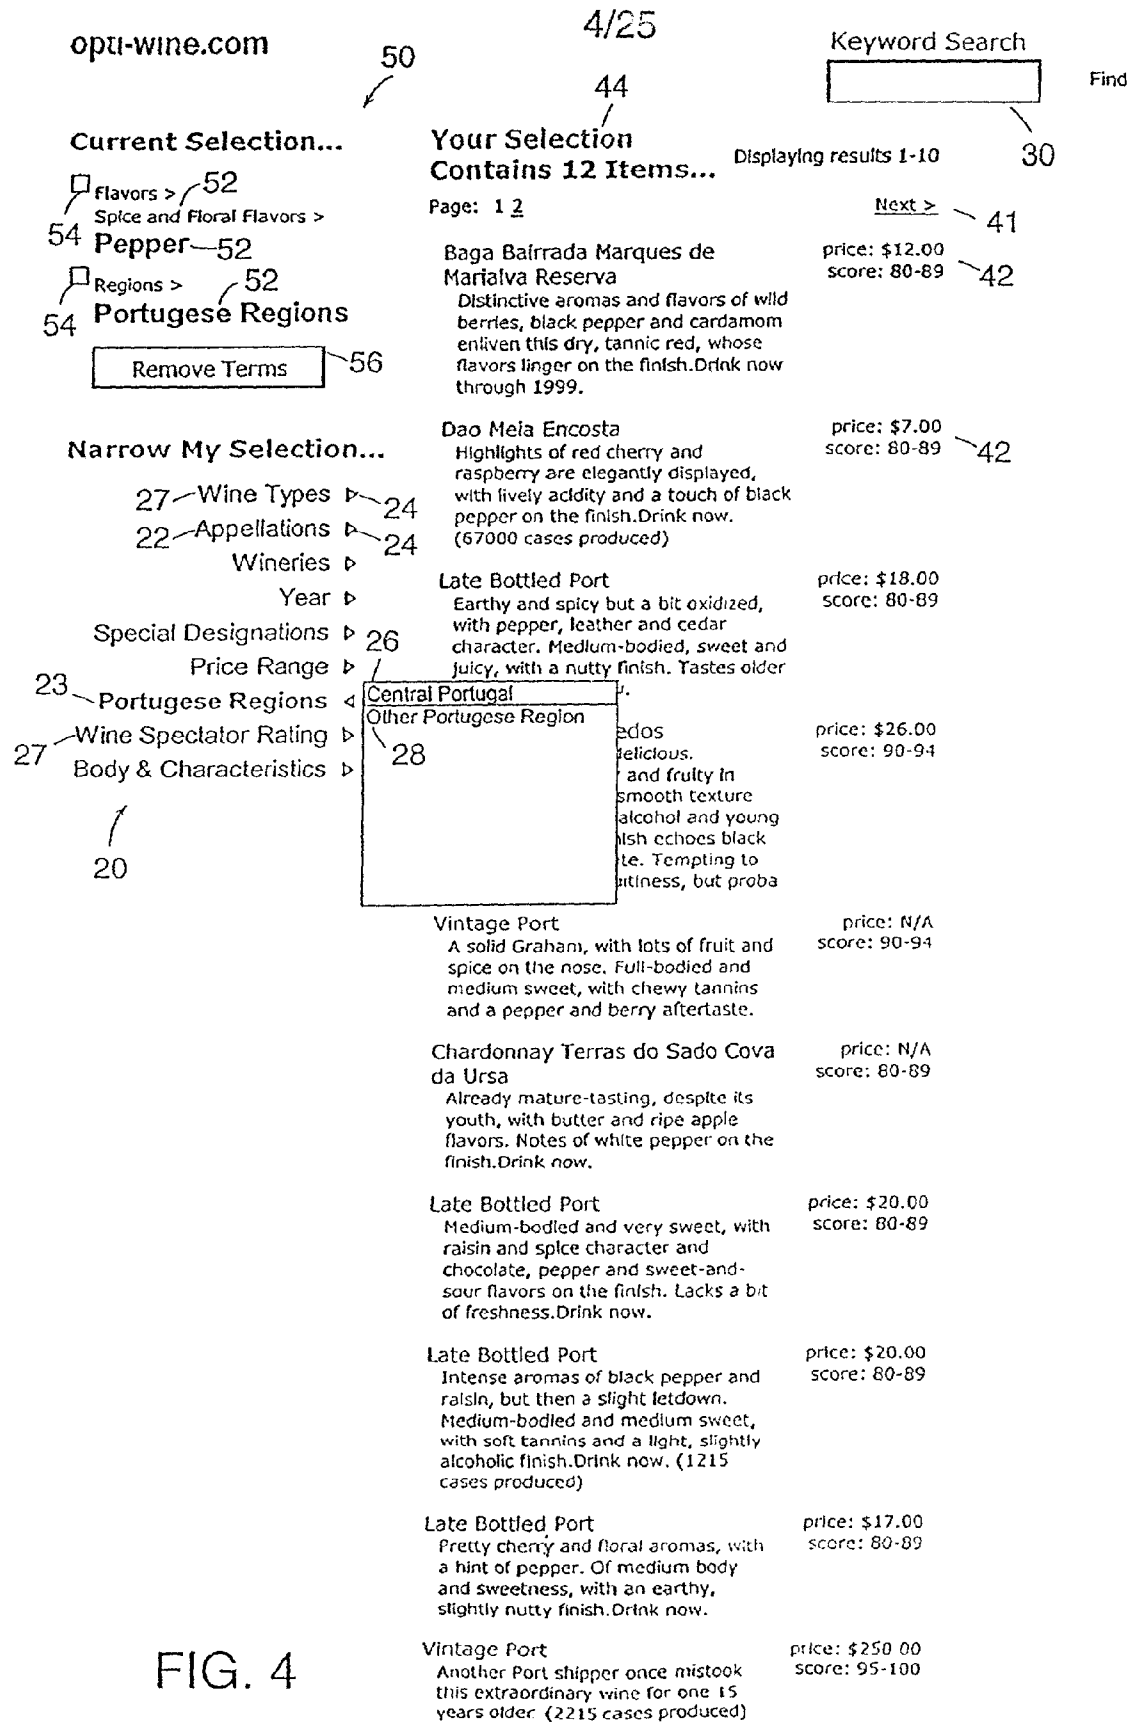 4/25
opti-wine.com
50
Keyword Search
Find
30
Current Selection...
Flavors >
52
Spice and Floral Flavors >
54
Pepper
52
Regions >
52
54
Portugese Regions
Remove Terms
56
Narrow My Selection...
27
Wine Types
24
22
Appellations
24
Wineries
Year
Special Designations
Price Range
23
Portugese Regions
27
Wine Spectator Rating
Body & Characteristics
20
26
Central Portugal
Other Portugese Region
28
44
Your Selection
Contains 12 Items...
Displaying results 1-10
Page: 1 2
Next >
41
Baga Bairrada Marques de
Marialva Reserva
price: $12.00
score: 80-89
42
Distinctive aromas and flavors of wild
berries, black pepper and cardamom
enliven this dry, tannic red, whose
flavors linger on the finish.Drink now
through 1999.
Dao Meia Encosta
price: $7.00
score: 80-89
42
Highlights of red cherry and
raspberry are elegantly displayed,
with lively acidity and a touch of black
pepper on the finish.Drink now.
(67000 cases produced)
Late Bottled Port
price: $18.00
score: 80-89
Earthy and spicy but a bit oxidized,
with pepper, leather and cedar
character. Medium-bodied, sweet and
juicy, with a nutty finish. Tastes older
edos
price: $26.00
score: 90-94
delicious.
and fruity in
smooth texture
alcohol and young
ish echoes black
te. Tempting to
uitiness, but proba
Vintage Port
price: N/A
score: 90-94
A solid Graham, with lots of fruit and
spice on the nose. Full-bodied and
medium sweet, with chewy tannins
and a pepper and berry aftertaste.
Chardonnay Terras do Sado Cova
da Ursa
price: N/A
score: 80-89
Already mature-tasting, despite its
youth, with butter and ripe apple
flavors. Notes of white pepper on the
finish.Drink now.
Late Bottled Port
price: $20.00
score: 80-89
Medium-bodied and very sweet, with
raisin and spice character and
chocolate, pepper and sweet-and-
sour flavors on the finish. Lacks a bit
of freshness.Drink now.
Late Bottled Port
price: $20.00
score: 80-89
Intense aromas of black pepper and
raisin, but then a slight letdown.
Medium-bodied and medium sweet,
with soft tannins and a light, slightly
alcoholic finish.Drink now. (1215
cases produced)
Late Bottled Port
price: $17.00
score: 80-89
Pretty cherry and floral aromas, with
a hint of pepper. Of medium body
and sweetness, with an earthy,
slightly nutty finish.Drink now.
Vintage Port
price: $250 00
score: 95-100
Another Port shipper once mistook
this extraordinary wine for one 15
years older (2215 cases produced)
FIG. 4